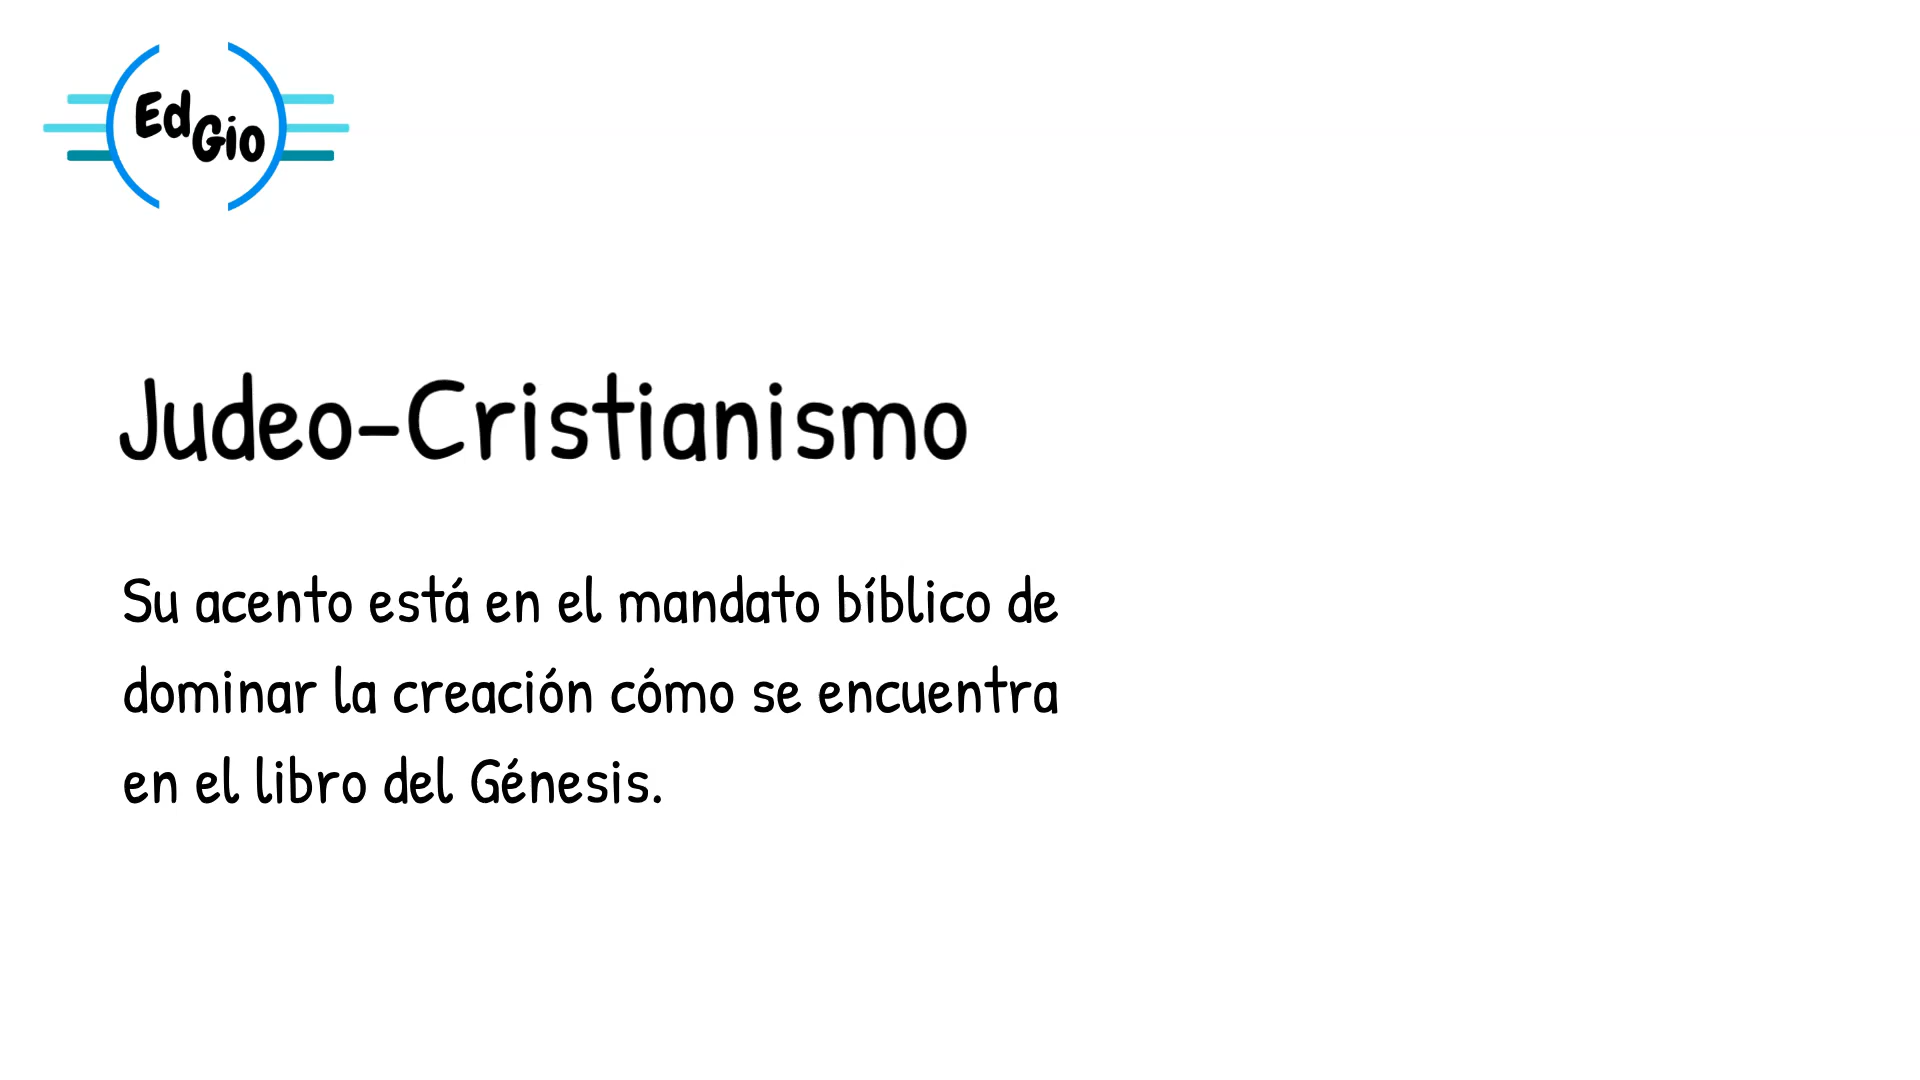 EdGio
Judeo-Cristianismo
Su acento está en el mandato bíblico de
dominar la creación cómo se encuentra
en el libro del Génesis.